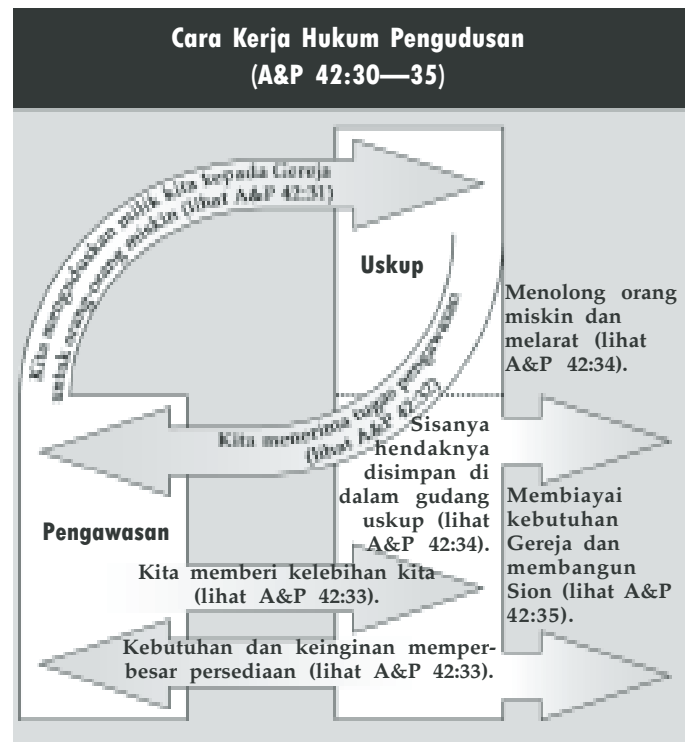 Cara Kerja Hukum Pengudusan
(A&P 42:30—35)
Kita menguduskan milik kita kepada Gereja
untuk orang-orang miskin (lihat A&P 42:31)
Uskup
Menolong orang
miskin dan
melarat (lihat
A&P 42:34).
Kita menerima tugas pengawasan
(lihat A&P 42:32)
Sisanya
hendaknya
disimpan di
dalam gudang
uskup (lihat
A&P 42:34).
Membiayai
kebutuhan
Gereja dan
membangun
Sion (lihat A&P
42:35).
Pengawasan
Kita memberi kelebihan kita
(lihat A&P 42:33).
Kebutuhan dan keinginan memper-
besar persediaan (lihat A&P 42:33).